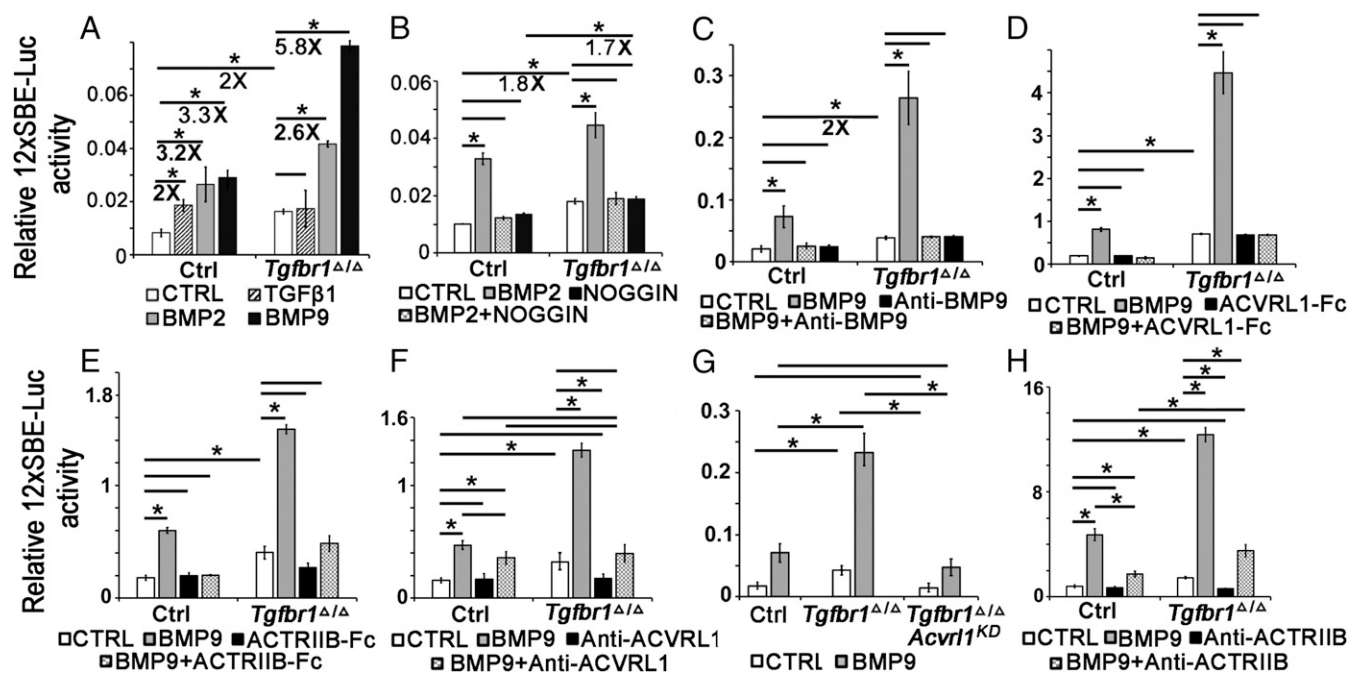 A
0.06
0.04
0.02
0
*
5.8X
*
2X
*
3.3X
*
3.2X
*
2X
*
2.6X
Ctrl
Tgfbr1Δ/Δ
CTRL TGFβ1
BMP2 BMP9
B
0.06
0.04
0.02
0
*
1.7X
*
1.8X
*
*
Ctrl
Tgfbr1Δ/Δ
CTRL BMP2 NOGGIN
BMP2+NOGGIN
C
0.3
0.2
0.1
0
*
*
2X
*
Ctrl
Tgfbr1Δ/Δ
CTRL BMP9 Anti-BMP9
BMP9+Anti-BMP9
D
5
4
3
2
1
0
*
*
*
Ctrl
Tgfbr1Δ/Δ
CTRL BMP9 ACVRL1-Fc
BMP9+ACVRL1-Fc
Relative 12xSBE-Luc
activity
E
1.8
1
0
*
*
*
Ctrl
Tgfbr1Δ/Δ
CTRL BMP9 ACTRIIB-Fc
BMP9+ACTRIIB-Fc
F
1.6
1
0
*
*
*
*
*
Ctrl
Tgfbr1Δ/Δ
CTRL BMP9 Anti-ACVRL1
BMP9+Anti-ACVRL1
G
0.3
0.2
0.1
0
*
*
*
*
Ctrl
Tgfbr1Δ/Δ
Tgfbr1Δ/Δ
Acvrl1KD
CTRL BMP9
H
16
12
8
4
0
*
*
*
*
*
*
*
*
Ctrl
Tgfbr1Δ/Δ
CTRL BMP9 Anti-ACTRIIB
BMP9+Anti-ACTRIIB
Relative 12xSBE-Luc
activity